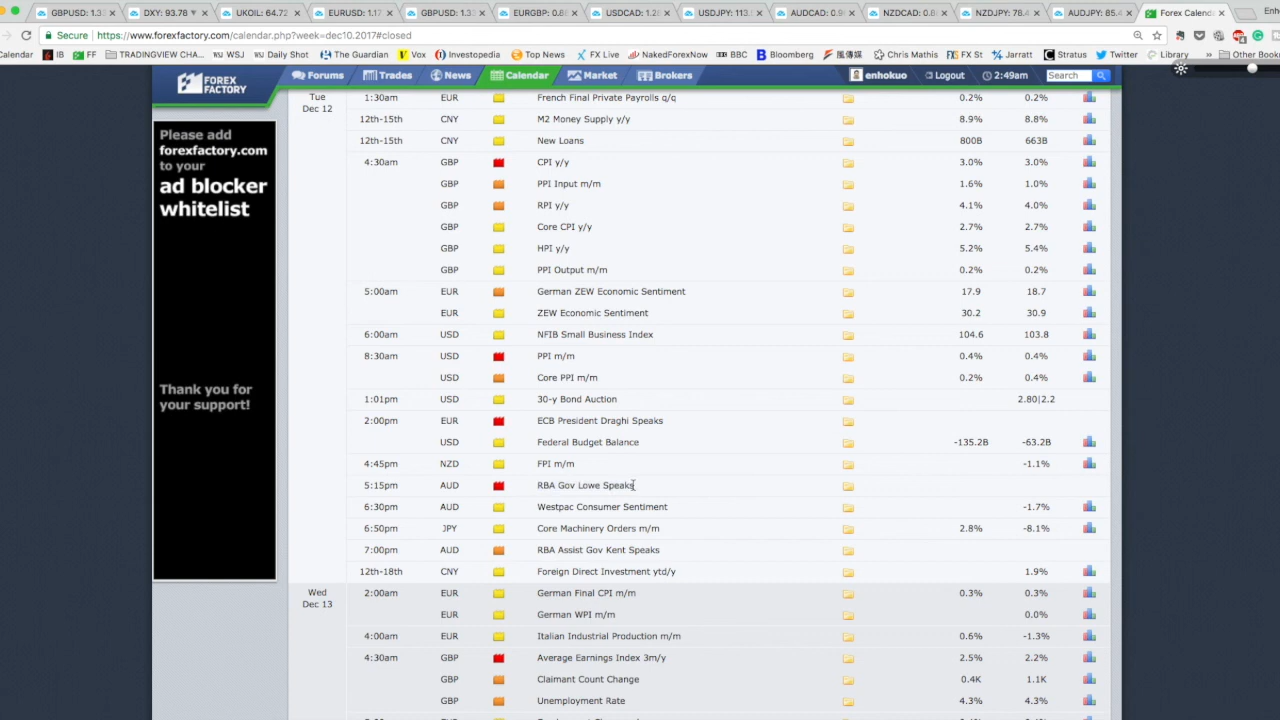 GBPUSD: 1.3
DXY: 93.78 ▼
UKOIL: 64.72
EURUSD: 1.17
GBPUSD: 1.3
EURGBP: 0.8
USDCAD: 1.2
USDJPY: 113
AUDCAD: 0.9
NZDCAD: 0.8
NZDJPY: 78.4
AUDJPY: 85.4
Forex Calend
Enh
Secure https://www.forexfactory.com/calendar.php?week=dec10.2017#closed
Calendar IB FF TRADINGVIEW CHA... WSJ Daily Shot The Guardian Vox Investopedia Top News FX Live NakedForexNow BBC Bloomberg 風傳媒 Chris Mathis FX St Jarratt Stratus Twitter Library » Other Book
FOREX
FACTORY
Forums Trades News Calendar Market Brokers enhokuo Logout 2:49am Search
Please add
forexfactory.com
to your
ad blocker
whitelist
Thank you for
your support!
Tue 1:30am EUR French Final Private Payrolls q/q 0.2% 0.2%
Dec 12
12th-15th CNY M2 Money Supply y/y 8.9% 8.8%
12th-15th CNY New Loans 800B 663B
4:30am GBP CPI y/y 3.0% 3.0%
GBP PPI Input m/m 1.6% 1.0%
GBP RPI y/y 4.1% 4.0%
GBP Core CPI y/y 2.7% 2.7%
GBP HPI y/y 5.2% 5.4%
GBP PPI Output m/m 0.2% 0.2%
5:00am EUR German ZEW Economic Sentiment 17.9 18.7
EUR ZEW Economic Sentiment 30.2 30.9
6:00am USD NFIB Small Business Index 104.6 103.8
8:30am USD PPI m/m 0.4% 0.4%
USD Core PPI m/m 0.2% 0.4%
1:01pm USD 30-y Bond Auction 2.80|2.2
2:00pm EUR ECB President Draghi Speaks
USD Federal Budget Balance -135.2B -63.2B
4:45pm NZD FPI m/m -1.1%
5:15pm AUD RBA Gov Lowe Speaks
6:30pm AUD Westpac Consumer Sentiment -1.7%
6:50pm JPY Core Machinery Orders m/m 2.8% -8.1%
7:00pm AUD RBA Assist Gov Kent Speaks
12th-18th CNY Foreign Direct Investment ytd/y 1.9%
Wed 2:00am EUR German Final CPI m/m 0.3% 0.3%
Dec 13
EUR German WPI m/m 0.0%
4:00am EUR Italian Industrial Production m/m 0.6% -1.3%
4:30am GBP Average Earnings Index 3m/y 2.5% 2.2%
GBP Claimant Count Change 0.4K 1.1K
GBP Unemployment Rate 4.3% 4.3%